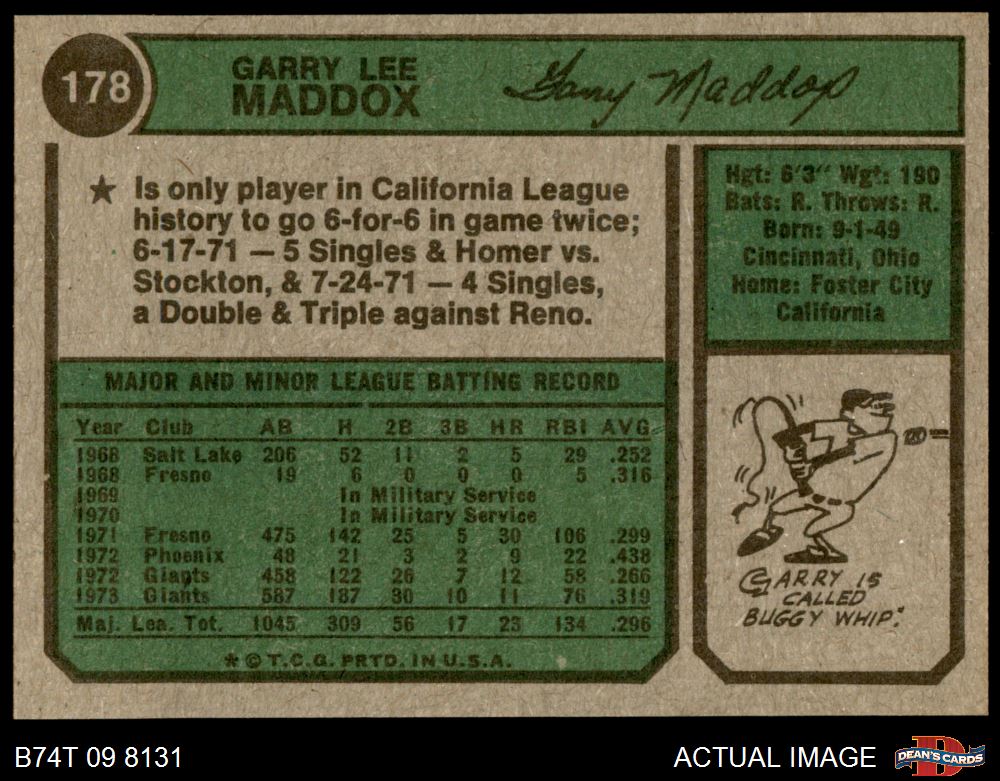 178
GARRY LEE
MADDOX
Garry Maddox
★ Is only player in California League
history to go 6-for-6 in game twice;
6-17-71 — 5 Singles & Homer vs.
Stockton, & 7-24-71 — 4 Singles,
a Double & Triple against Reno.
Hgt: 6'3" Wgt: 190
Bats: R. Throws: R.
Born: 9-1-49
Cincinnati, Ohio
Home: Foster City
California
MAJOR AND MINOR LEAGUE BATTING RECORD
Year Club AB H 2B 3B HR RBI AVG.
1968 Salt Lake 206 52 11 2 5 29 .252
1968 Fresno 19 6 0 0 0 5 .316
1969 In Military Service
1970 In Military Service
1971 Fresno 475 142 25 5 30 106 .299
1972 Phoenix 48 21 3 2 9 22 .438
1972 Giants 458 122 26 7 12 58 .266
1973 Giants 587 187 30 10 11 76 .319
Maj. Lea. Tot. 1045 309 56 17 23 134 .296
★ © T.C.G. PRTD. IN U.S.A.
GARRY IS
CALLED
BUGGY WHIP."
B74T 09 8131
ACTUAL IMAGE
D
DEAN'S CARDS